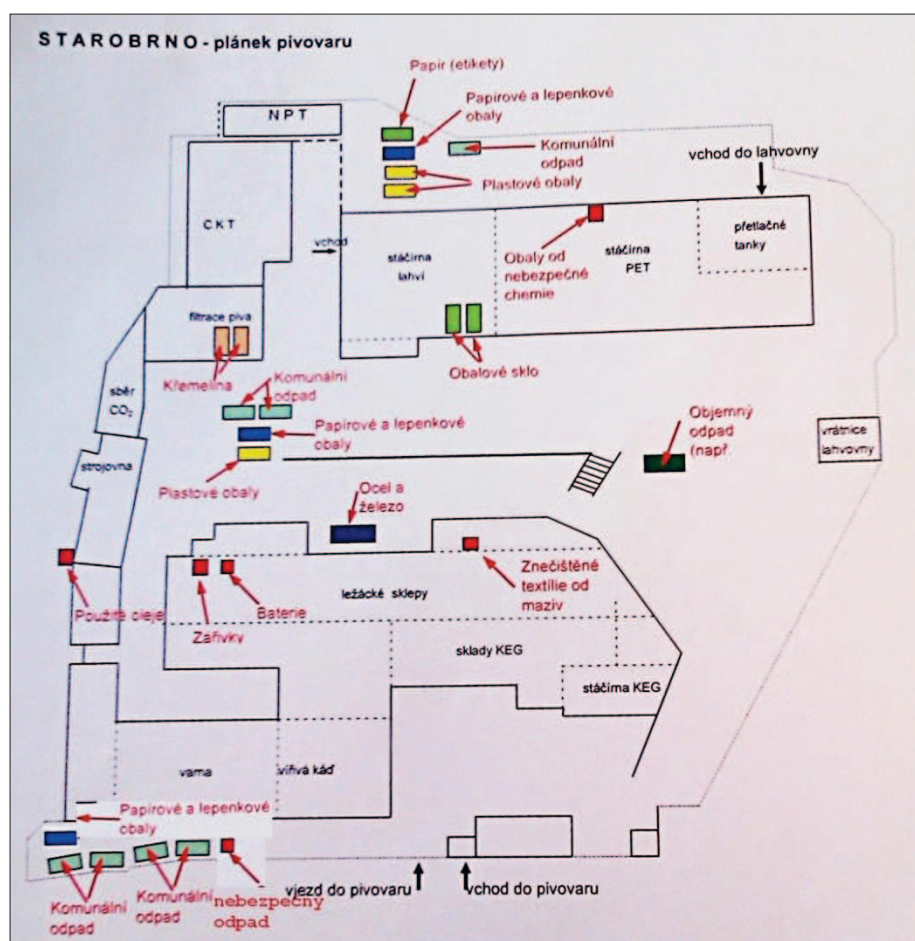 STAROBRNO - plánek pivovaru
Papír (etikety)
Papírové a lepenkové
obaly
NPT
Komunální
odpad
vchod do lahvovny
Plastové obaly
CKT
vchod
stáčírna
lahví
Obaly od
nebezpečné
chemie
stáčírna
PET
přetlačné
tanky
filtrace piva
Křemelina
Obalové sklo
sběr
CO₂
Komunální
odpad
Papírové a lepenkové
obaly
Objemný
odpad
(např.
vrátnice
lahvovny
strojovna
Plastové obaly
Ocel a
železo
Použité oleje
Zářivky
Baterie
ležácké sklepy
Znečištěné
textílie od
maziv
sklady KEG
stáčírna KEG
varna
vířivá káď
Papírové a lepenkové
obaly
Komunální
odpad
Komunální
odpad
nebezpečný
odpad
vjezd do pivovaru
vchod do pivovaru